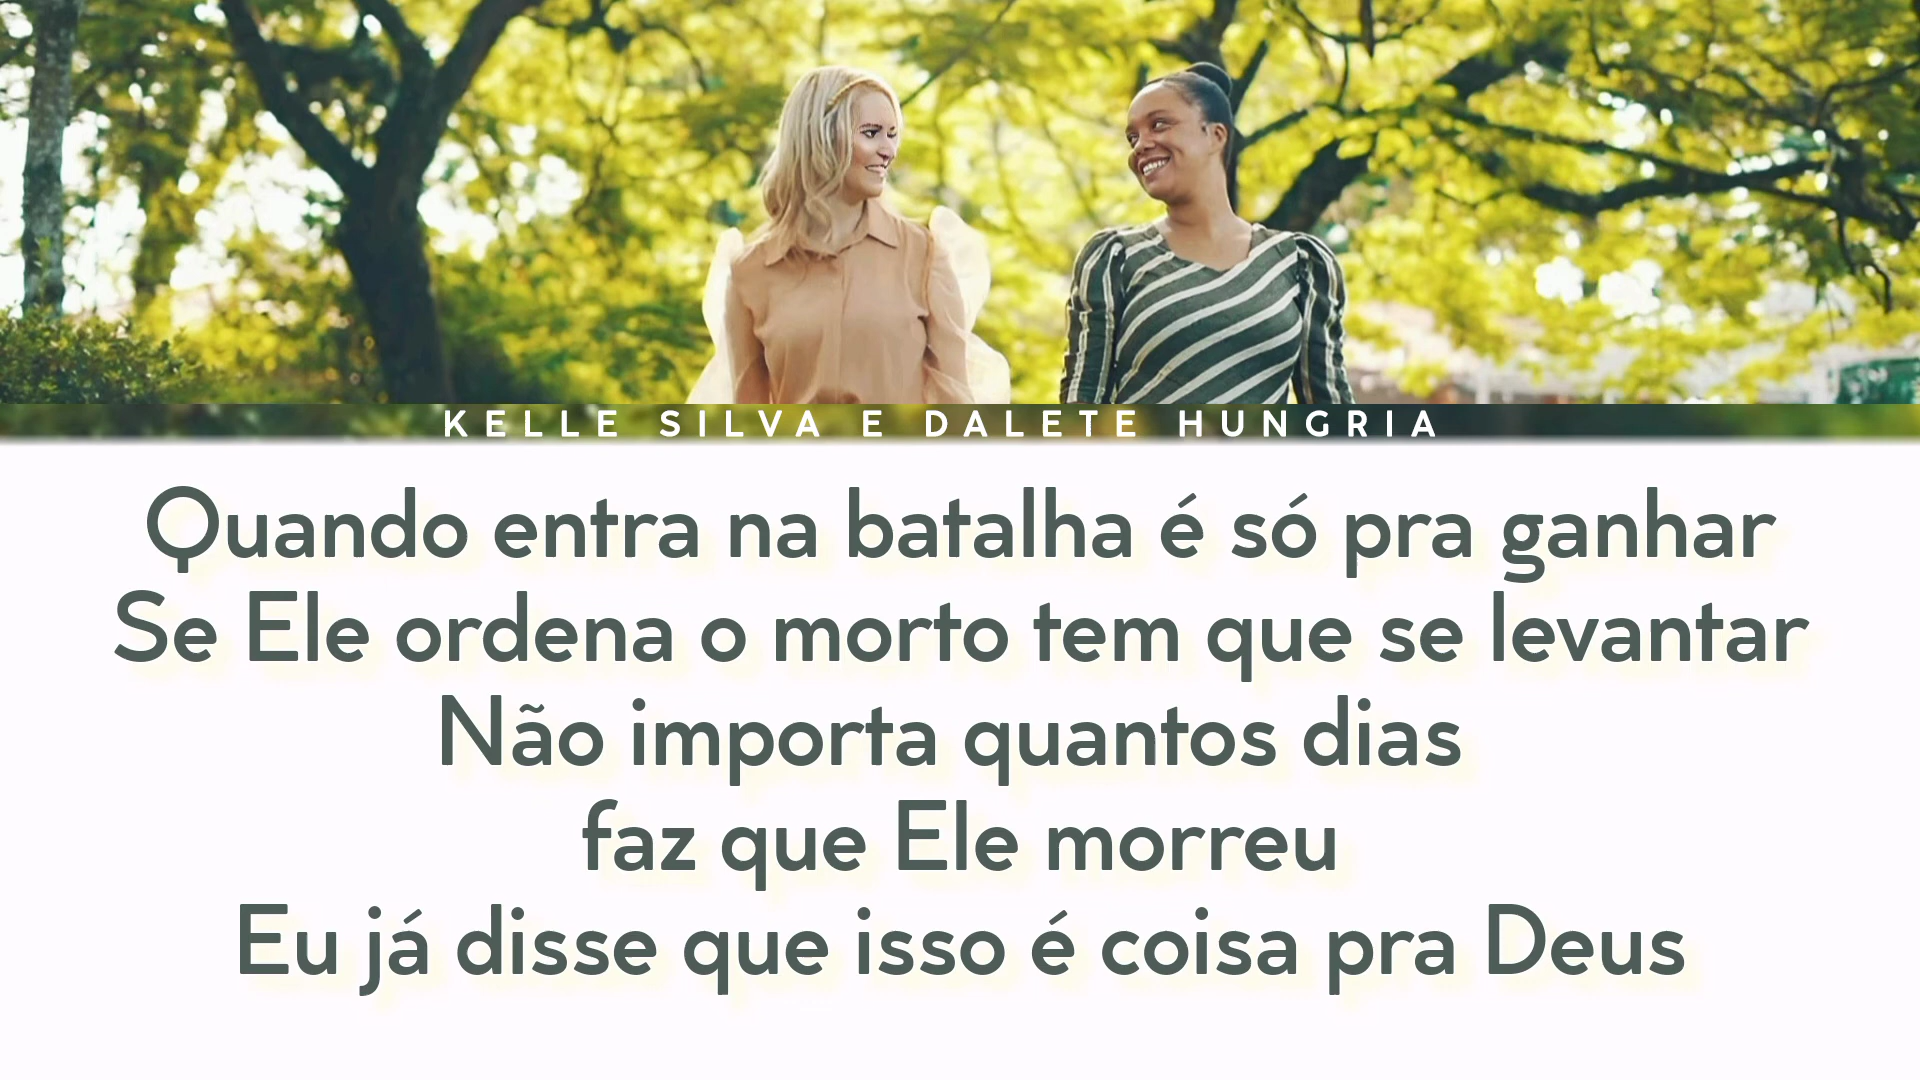 KELLE SILVA E DALETE HUNGRIA
Quando entra na batalha é só pra ganhar
Se Ele ordena o morto tem que se levantar
Não importa quantos dias
faz que Ele morreu
Eu já disse que isso é coisa pra Deus